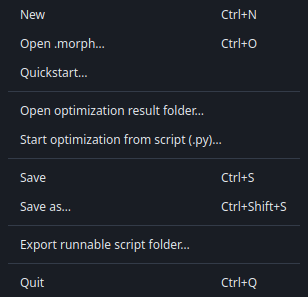 New Ctrl+N
Open .morph... Ctrl+O
Quickstart...
Open optimization result folder...
Start optimization from script (.py)...
Save Ctrl+S
Save as... Ctrl+Shift+S
Export runnable script folder...
Quit Ctrl+Q